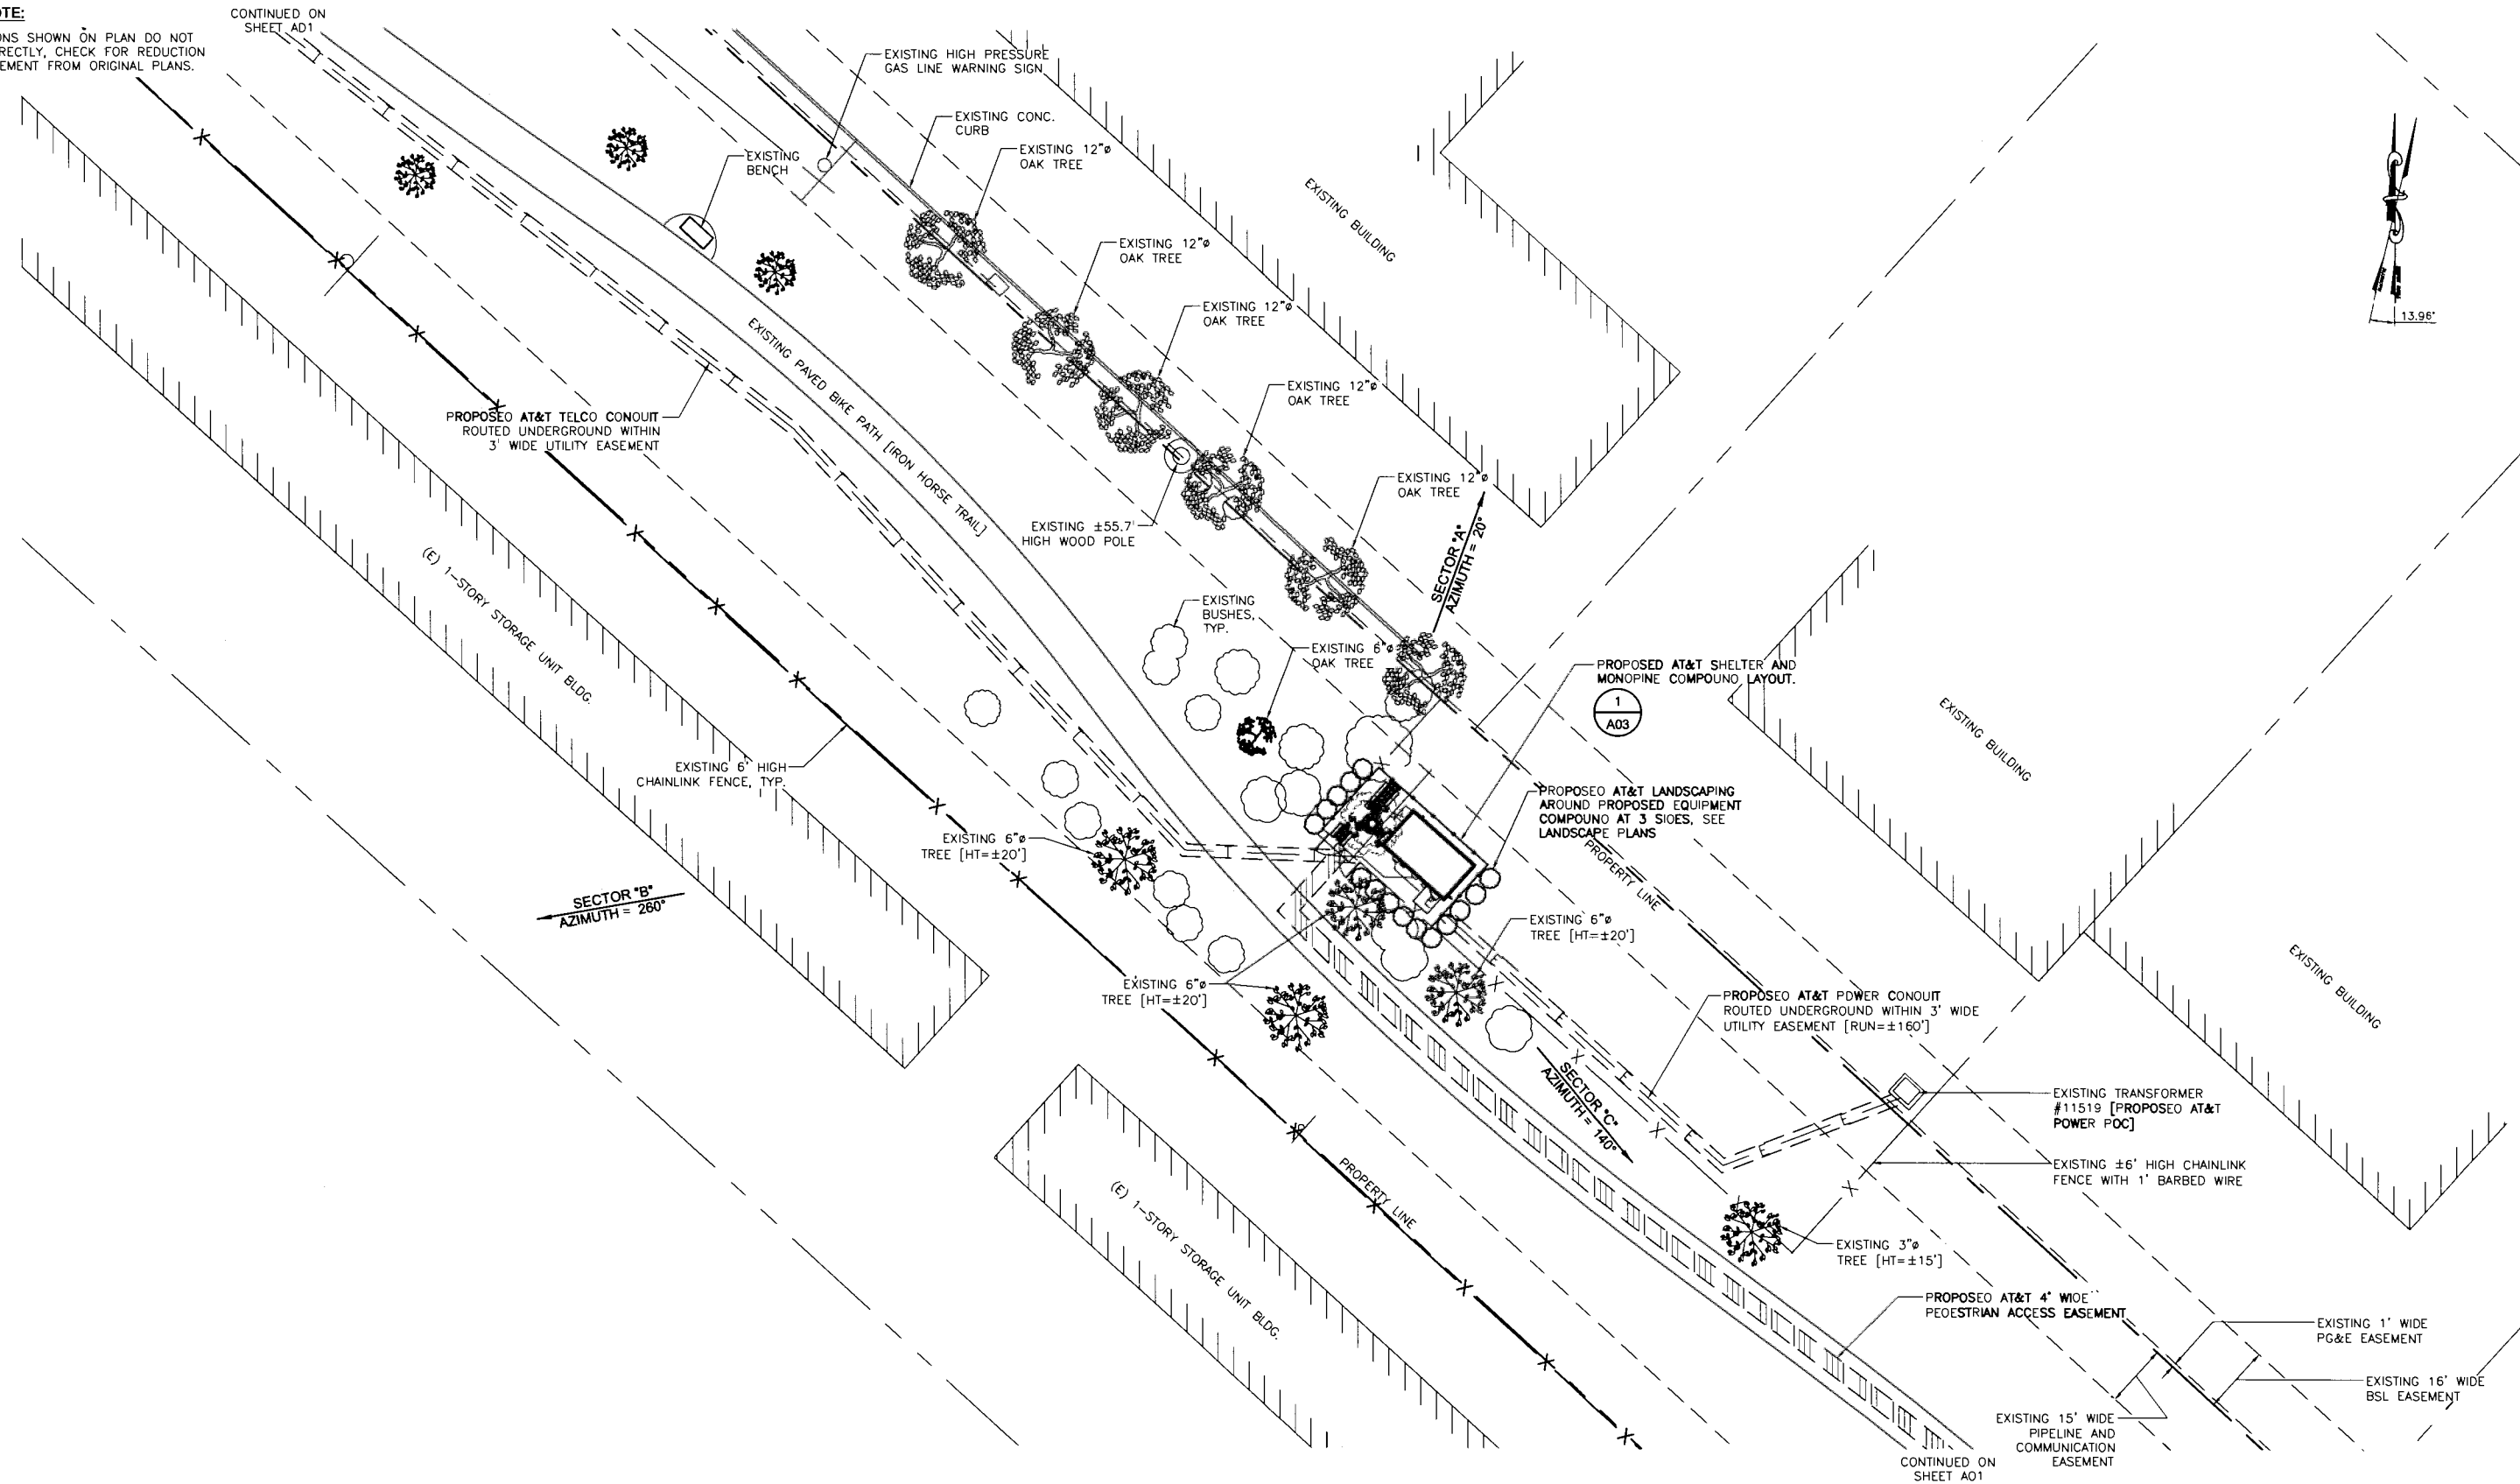 OTE:
ONS SHOWN ON PLAN DO NOT
RECTLY, CHECK FOR REDUCTION
EMENT FROM ORIGINAL PLANS.
CONTINUED ON
SHEET AD1
EXISTING HIGH PRESSURE
GAS LINE WARNING SIGN
EXISTING CONC.
CURB
EXISTING 12"ø
OAK TREE
EXISTING
BENCH
EXISTING BUILDING
13.96°
EXISTING 12"ø
OAK TREE
EXISTING 12"ø
OAK TREE
EXISTING 12"ø
OAK TREE
EXISTING PAVED BIKE PATH [IRON HORSE TRAIL]
PROPOSEO AT&T TELCO CONOUIT
ROUTED UNDERGROUND WITHIN
3' WIDE UTILITY EASEMENT
EXISTING 12"ø
OAK TREE
EXISTING ±55.7'
HIGH WOOD POLE
SECTOR "A"
AZIMUTH = 20°
(E) 1-STORY STORAGE UNIT BLDG.
EXISTING
BUSHES,
TYP.
EXISTING 6"ø
OAK TREE
PROPOSED AT&T SHELTER AND
MONOPINE COMPOUNO LAYOUT.
1
A03
EXISTING BUILDING
EXISTING 6' HIGH
CHAINLINK FENCE, TYP.
PROPOSEO AT&T LANDSCAPING
AROUND PROPOSED EQUIPMENT
COMPOUNO AT 3 SIOES, SEE
LANDSCAPE PLANS
PROPERTY LINE
EXISTING 6"ø
TREE [HT=±20']
SECTOR "B"
AZIMUTH = 260°
EXISTING 6"ø
TREE [HT=±20']
EXISTING BUILDING
EXISTING 6"ø
TREE [HT=±20']
PROPOSEO AT&T PDWER CONOUIT
ROUTED UNDERGROUND WITHIN 3' WIDE
UTILITY EASEMENT [RUN=±160']
SECTOR "C"
AZIMUTH = 140°
EXISTING TRANSFORMER
#11519 [PROPOSEO AT&T
POWER POC]
EXISTING ±6' HIGH CHAINLINK
FENCE WITH 1' BARBED WIRE
PROPERTY LINE
(E) 1-STORY STORAGE UNIT BLDG.
EXISTING 3"ø
TREE [HT=±15']
PROPOSEO AT&T 4' WIOE
PEOESTRIAN ACCESS EASEMENT
EXISTING 1' WIDE
PG&E EASEMENT
EXISTING 16' WIDE
BSL EASEMENT
EXISTING 15' WIDE
PIPELINE AND
COMMUNICATION
EASEMENT
CONTINUED ON
SHEET A01